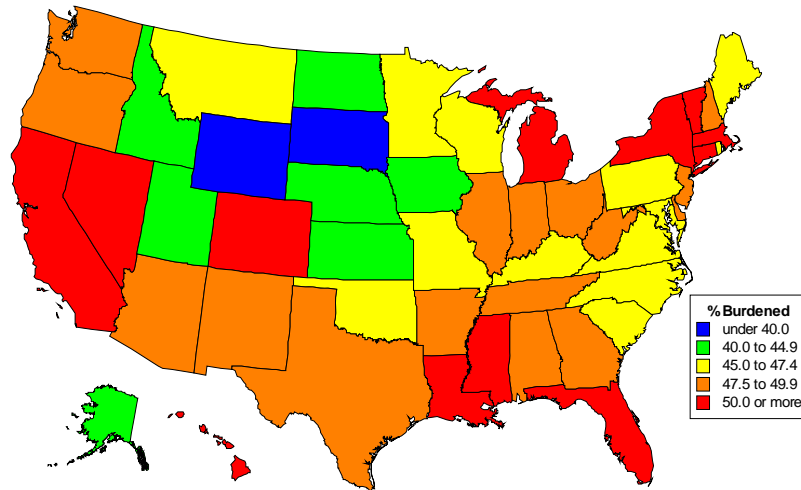 % Burdened
under 40.0
40.0 to 44.9
45.0 to 47.4
47.5 to 49.9
50.0 or more